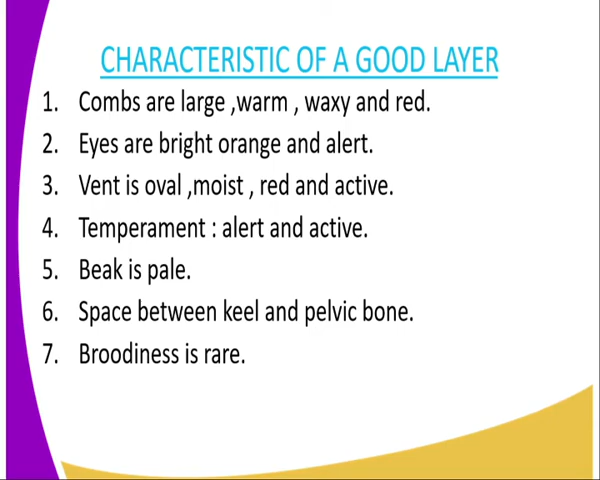 CHARACTERISTIC OF A GOOD LAYER
1. Combs are large ,warm , waxy and red.
2. Eyes are bright orange and alert.
3. Vent is oval ,moist , red and active.
4. Temperament : alert and active.
5. Beak is pale.
6. Space between keel and pelvic bone.
7. Broodiness is rare.